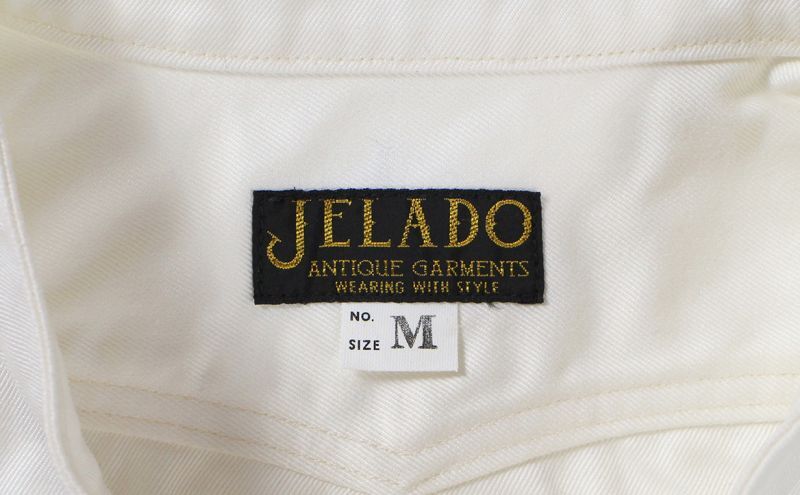 JELADO
ANTIQUE GARMENTS
WEARING WITH STYLE
NO.
SIZE M